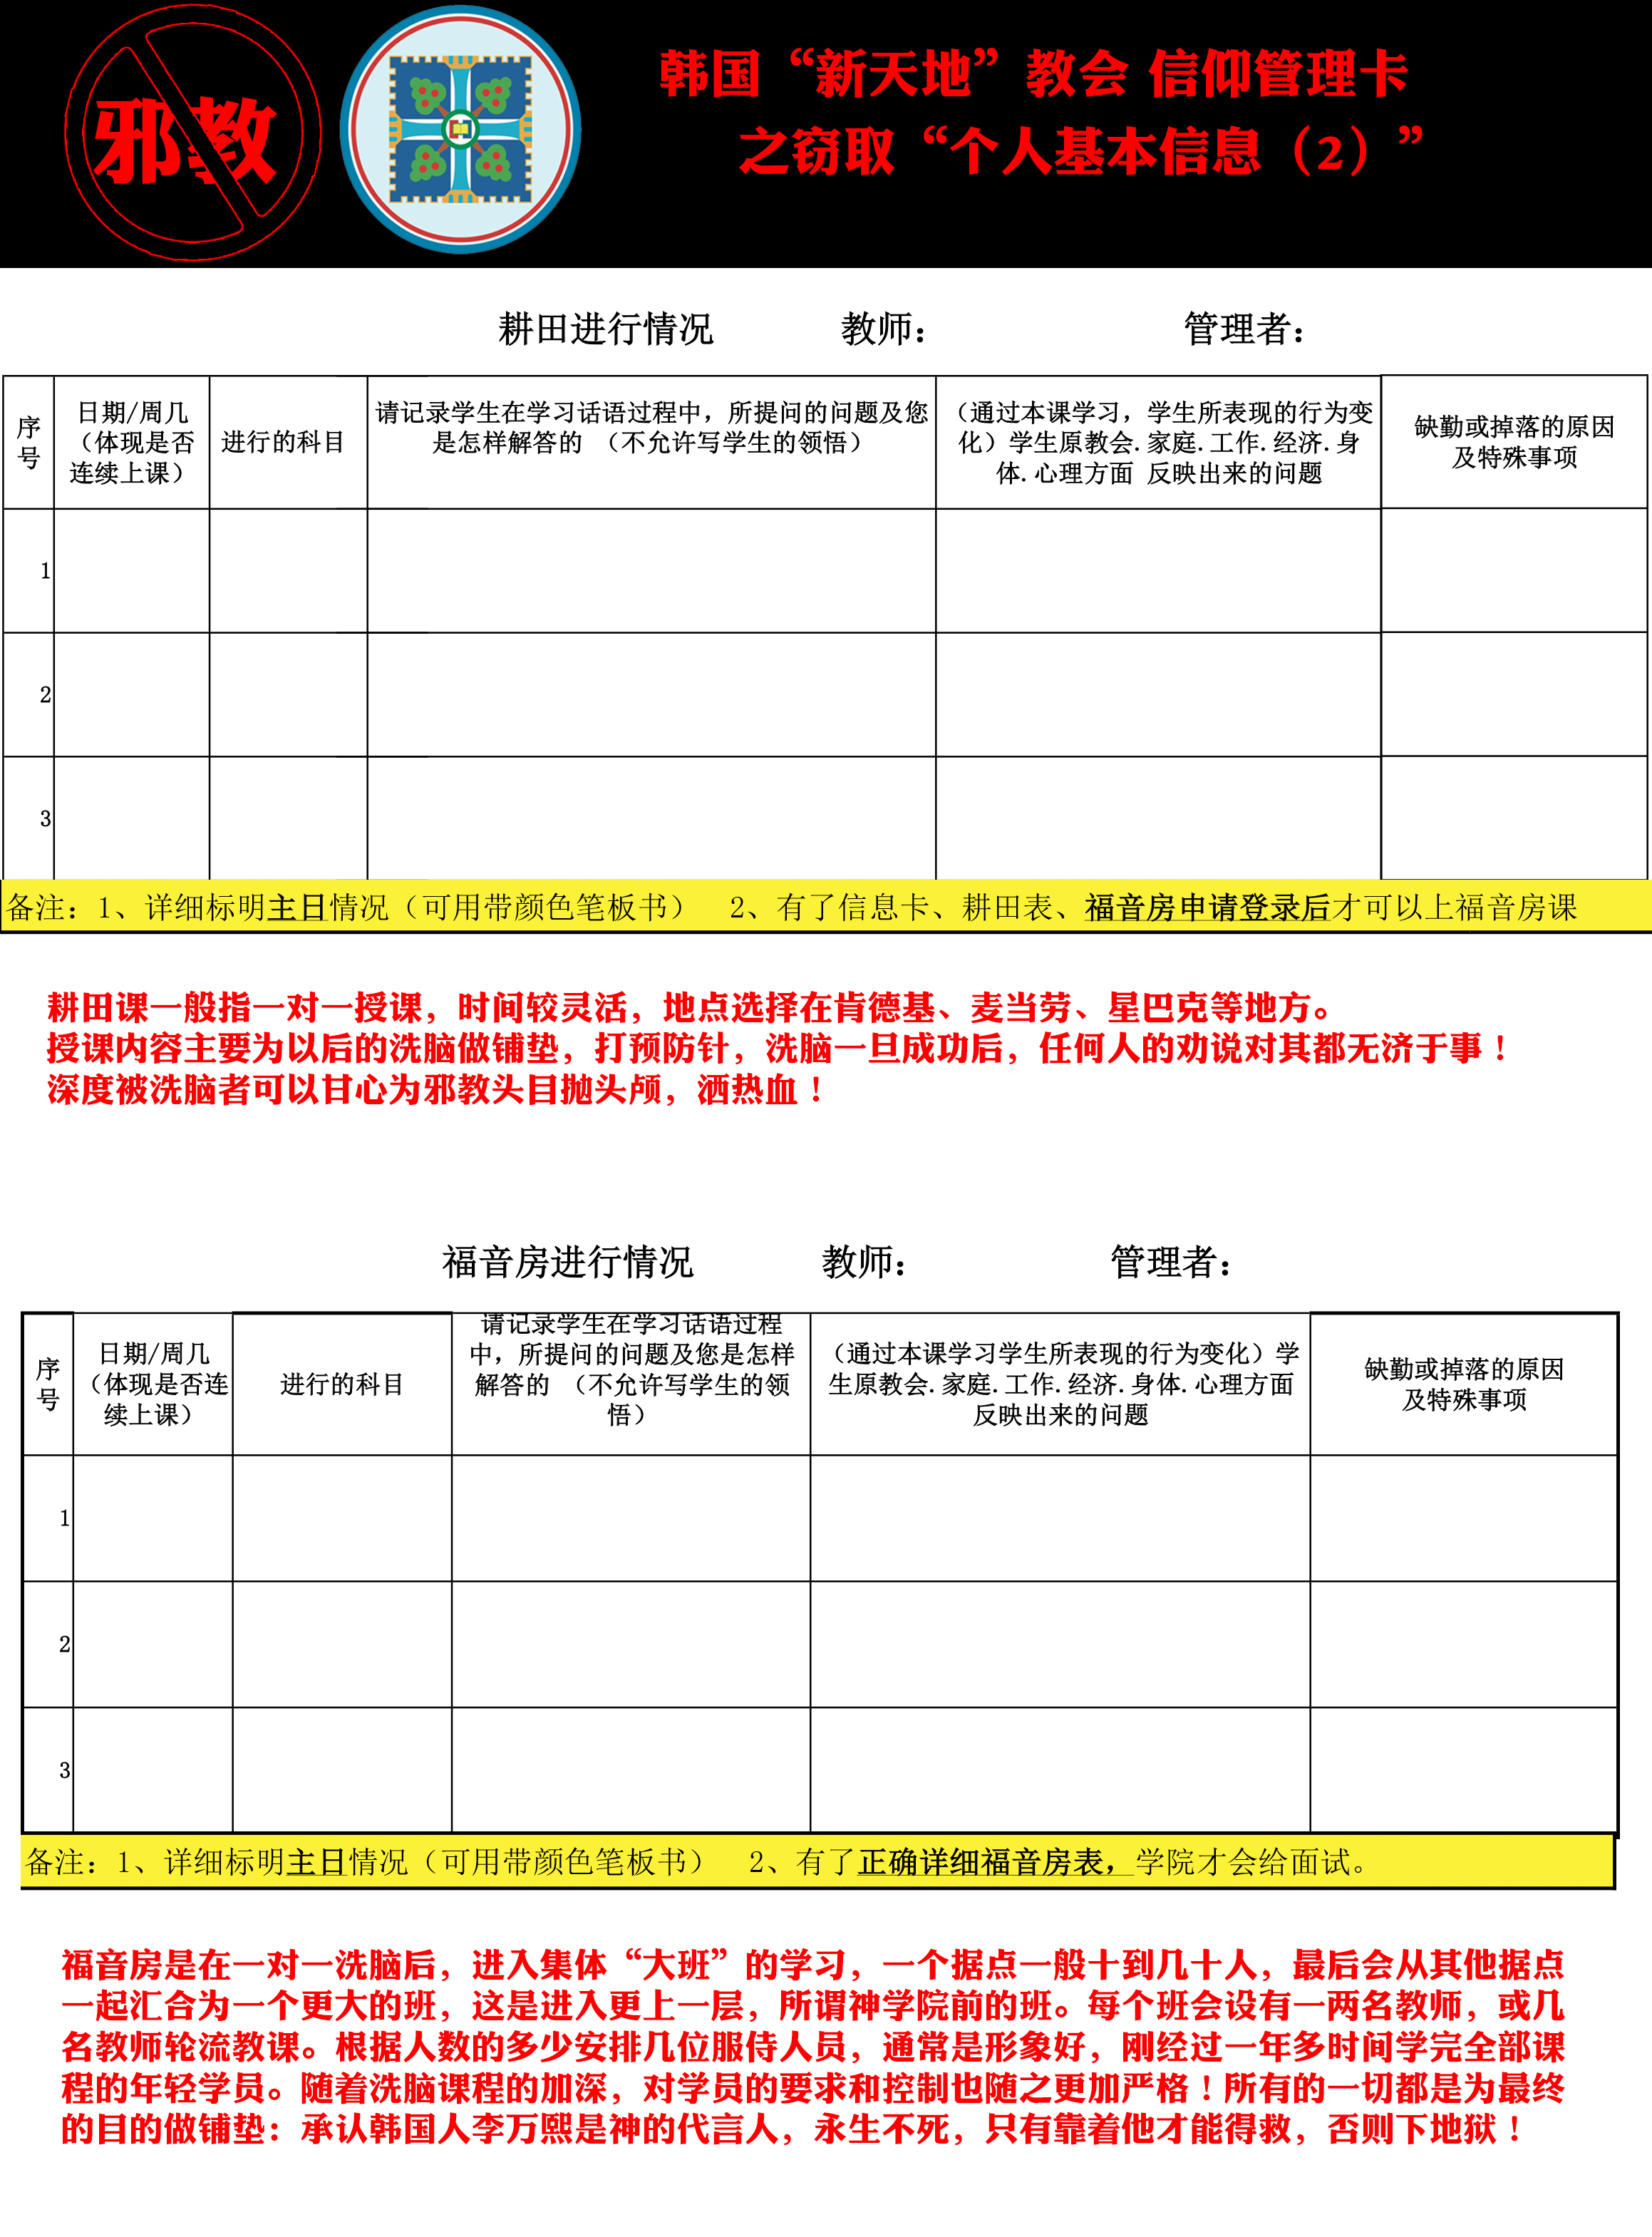 邪教
韩国“新天地”教会 信仰管理卡
之窃取“个人基本信息（2）”
耕田进行情况 教师： 管理者：
序
号
日期/周几
（体现是否
连续上课）
进行的科目
请记录学生在学习话语过程中，所提问的问题及您
是怎样解答的 （不允许写学生的领悟）
（通过本课学习，学生所表现的行为变
化）学生原教会.家庭.工作.经济.身
体.心理方面 反映出来的问题
缺勤或掉落的原因
及特殊事项
1
2
3
备注：1、详细标明主日情况（可用带颜色笔板书） 2、有了信息卡、耕田表、福音房申请登录后才可以上福音房课
耕田课一般指一对一授课，时间较灵活，地点选择在肯德基、麦当劳、星巴克等地方。
授课内容主要为以后的洗脑做铺垫，打预防针，洗脑一旦成功后，任何人的劝说对其都无济于事！
深度被洗脑者可以甘心为邪教头目抛头颅，洒热血！
福音房进行情况 教师： 管理者：
序
号
日期/周几
（体现是否连
续上课）
进行的科目
请记录学生在学习话语过程
中，所提问的问题及您是怎样
解答的 （不允许写学生的领
悟）
（通过本课学习学生所表现的行为变化）学
生原教会.家庭.工作.经济.身体.心理方面
反映出来的问题
缺勤或掉落的原因
及特殊事项
1
2
3
备注：1、详细标明主日情况（可用带颜色笔板书） 2、有了正确详细福音房表，学院才会给面试。
福音房是在一对一洗脑后，进入集体“大班”的学习，一个据点一般十到几十人，最后会从其他据点
一起汇合为一个更大的班，这是进入更上一层，所谓神学院前的班。每个班会设有一两名教师，或几
名教师轮流教课。根据人数的多少安排几位服侍人员，通常是形象好，刚经过一年多时间学完全部课
程的年轻学员。随着洗脑课程的加深，对学员的要求和控制也随之更加严格！所有的一切都是为最终
的目的做铺垫：承认韩国人李万熙是神的代言人，永生不死，只有靠着他才能得救，否则下地狱！